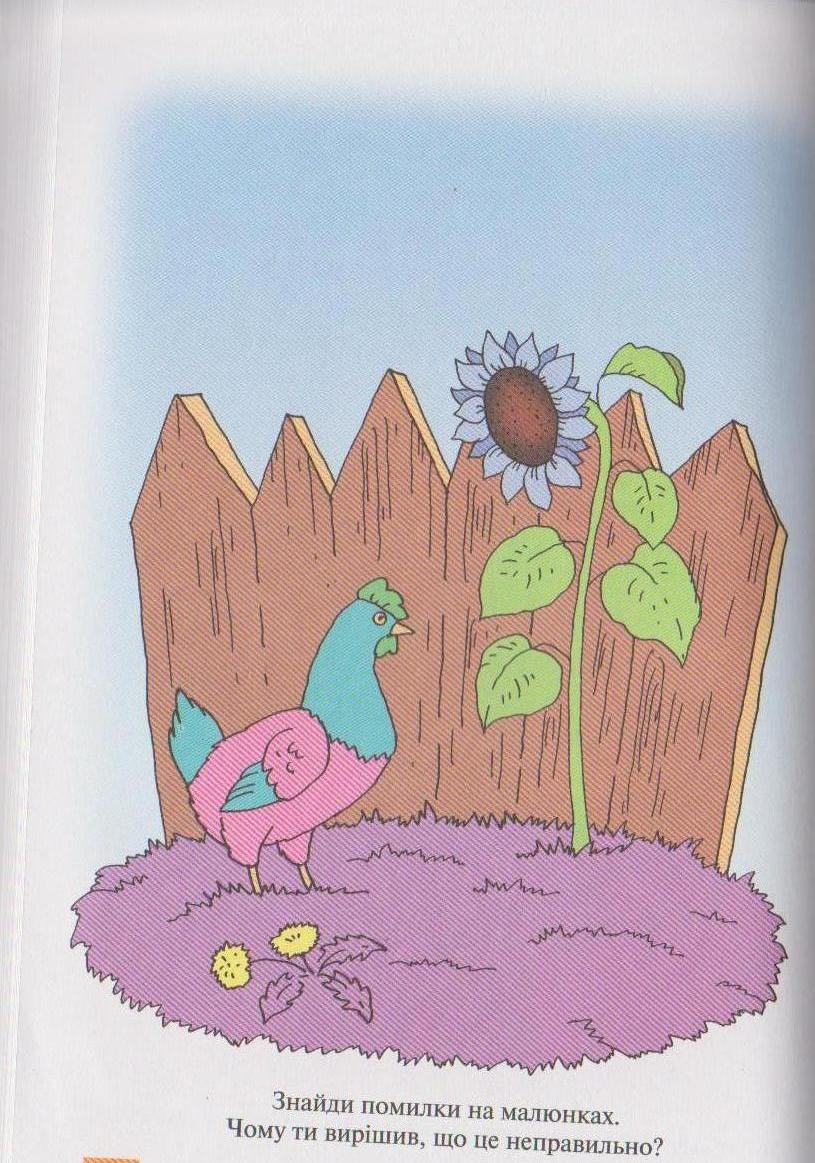 Знайди помилки на малюнках.
Чому ти вирішив, що це неправильно?